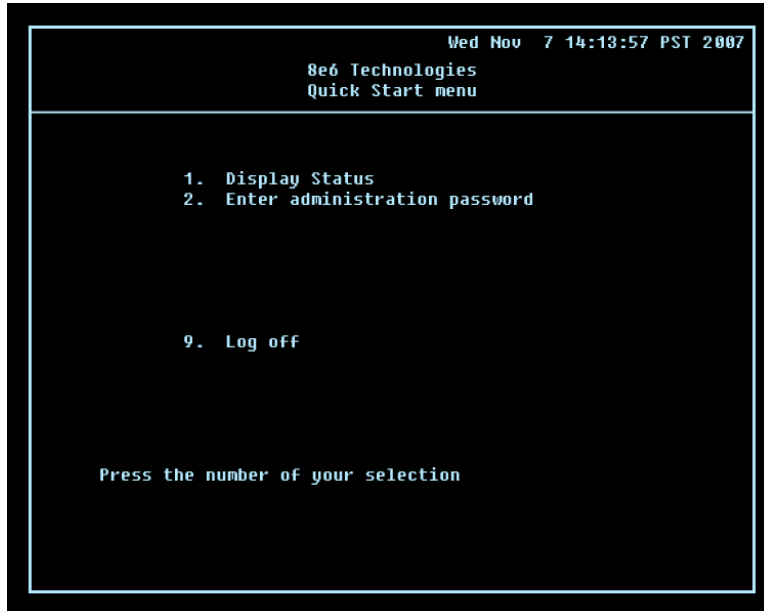 Wed Nov  7 14:13:57 PST 2007
8e6 Technologies
Quick Start menu
1. Display Status
2. Enter administration password
9. Log off
Press the number of your selection